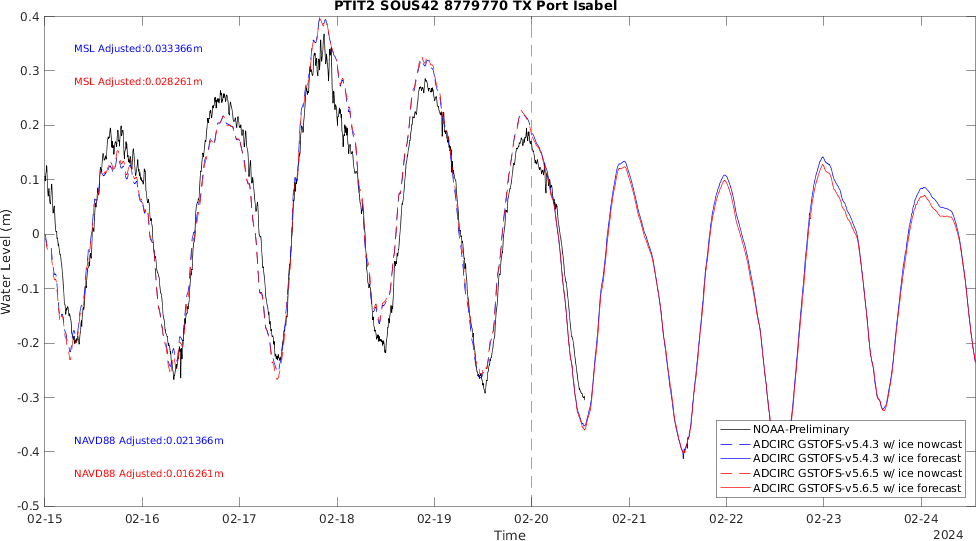 PTIT2 SOUS42 8779770 TX Port Isabel
0.4
0.3
0.2
0.1
0
-0.1
-0.2
-0.3
-0.4
-0.5
Water Level (m)
MSL Adjusted:0.033366m
MSL Adjusted:0.028261m
NAVD88 Adjusted:0.021366m
NAVD88 Adjusted:0.016261m
NOAA-Preliminary
ADCIRC GSTOFS-v5.4.3 w/ ice nowcast
ADCIRC GSTOFS-v5.4.3 w/ ice forecast
ADCIRC GSTOFS-v5.6.5 w/ ice nowcast
ADCIRC GSTOFS-v5.6.5 w/ ice forecast
02-15 02-16 02-17 02-18 02-19 02-20 02-21 02-22 02-23 02-24
Time
2024